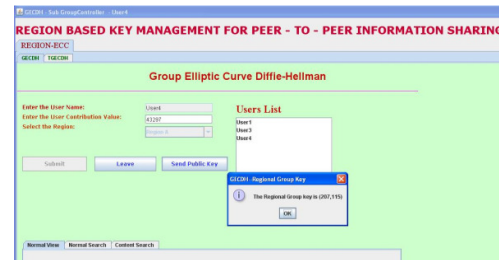 GECDH - Sub GroupController - User4
REGION BASED KEY MANAGEMENT FOR PEER - TO - PEER INFORMATION SHARING
REGION-ECC
GECDH TGECDH
Group Elliptic Curve Diffie-Hellman
Enter the User Name:
User4
Enter the User Contribution Value:
43297
Select the Region:
Users List
User1
User3
User4
Submit
Leave
Send Public Key
GECDH - Regional Group Key
The Regional Group key is (297,115)
OK
Normal View Normal Search Content Search